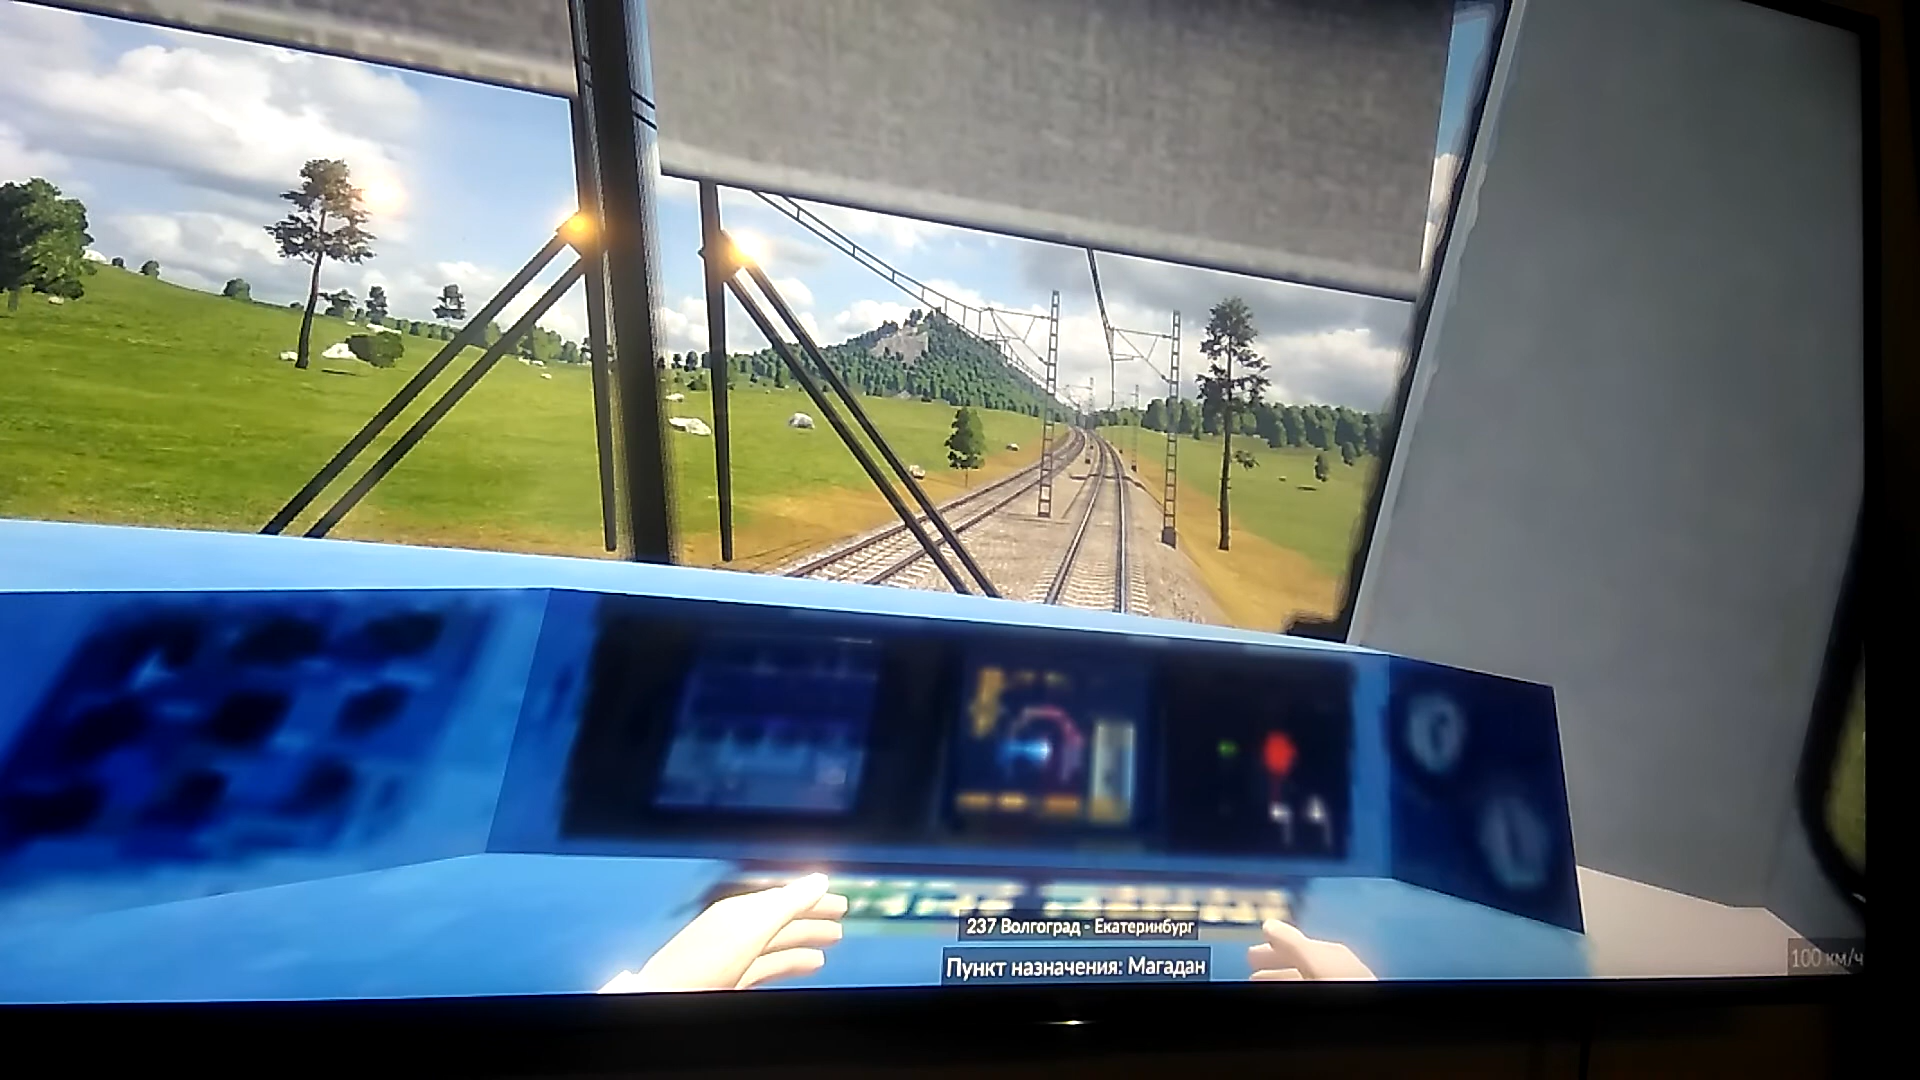 237 Волгоград - Екатеринбург
Пункт назначения: Магадан
100 км/ч